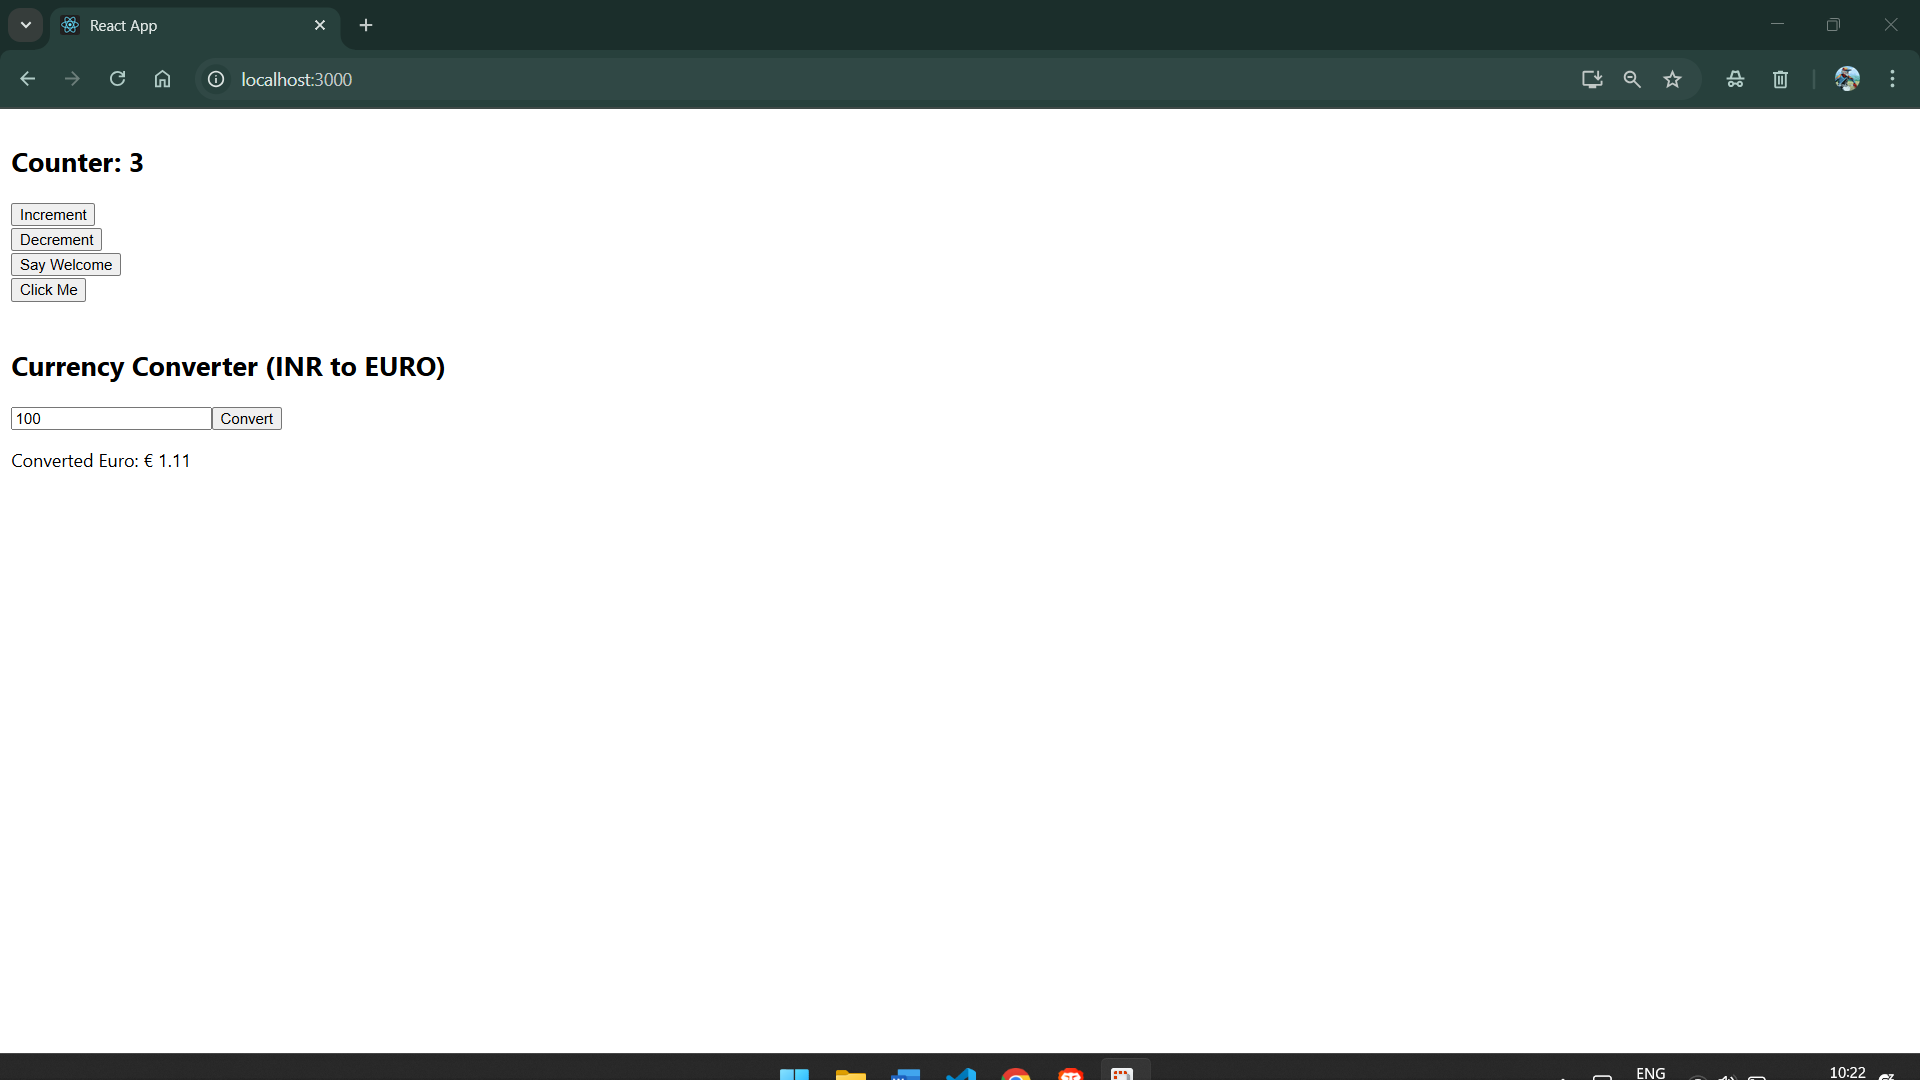 React App
localhost:3000
Counter: 3
Increment
Decrement
Say Welcome
Click Me
Currency Converter (INR to EURO)
100 Convert
Converted Euro: € 1.11
ENG
10:22